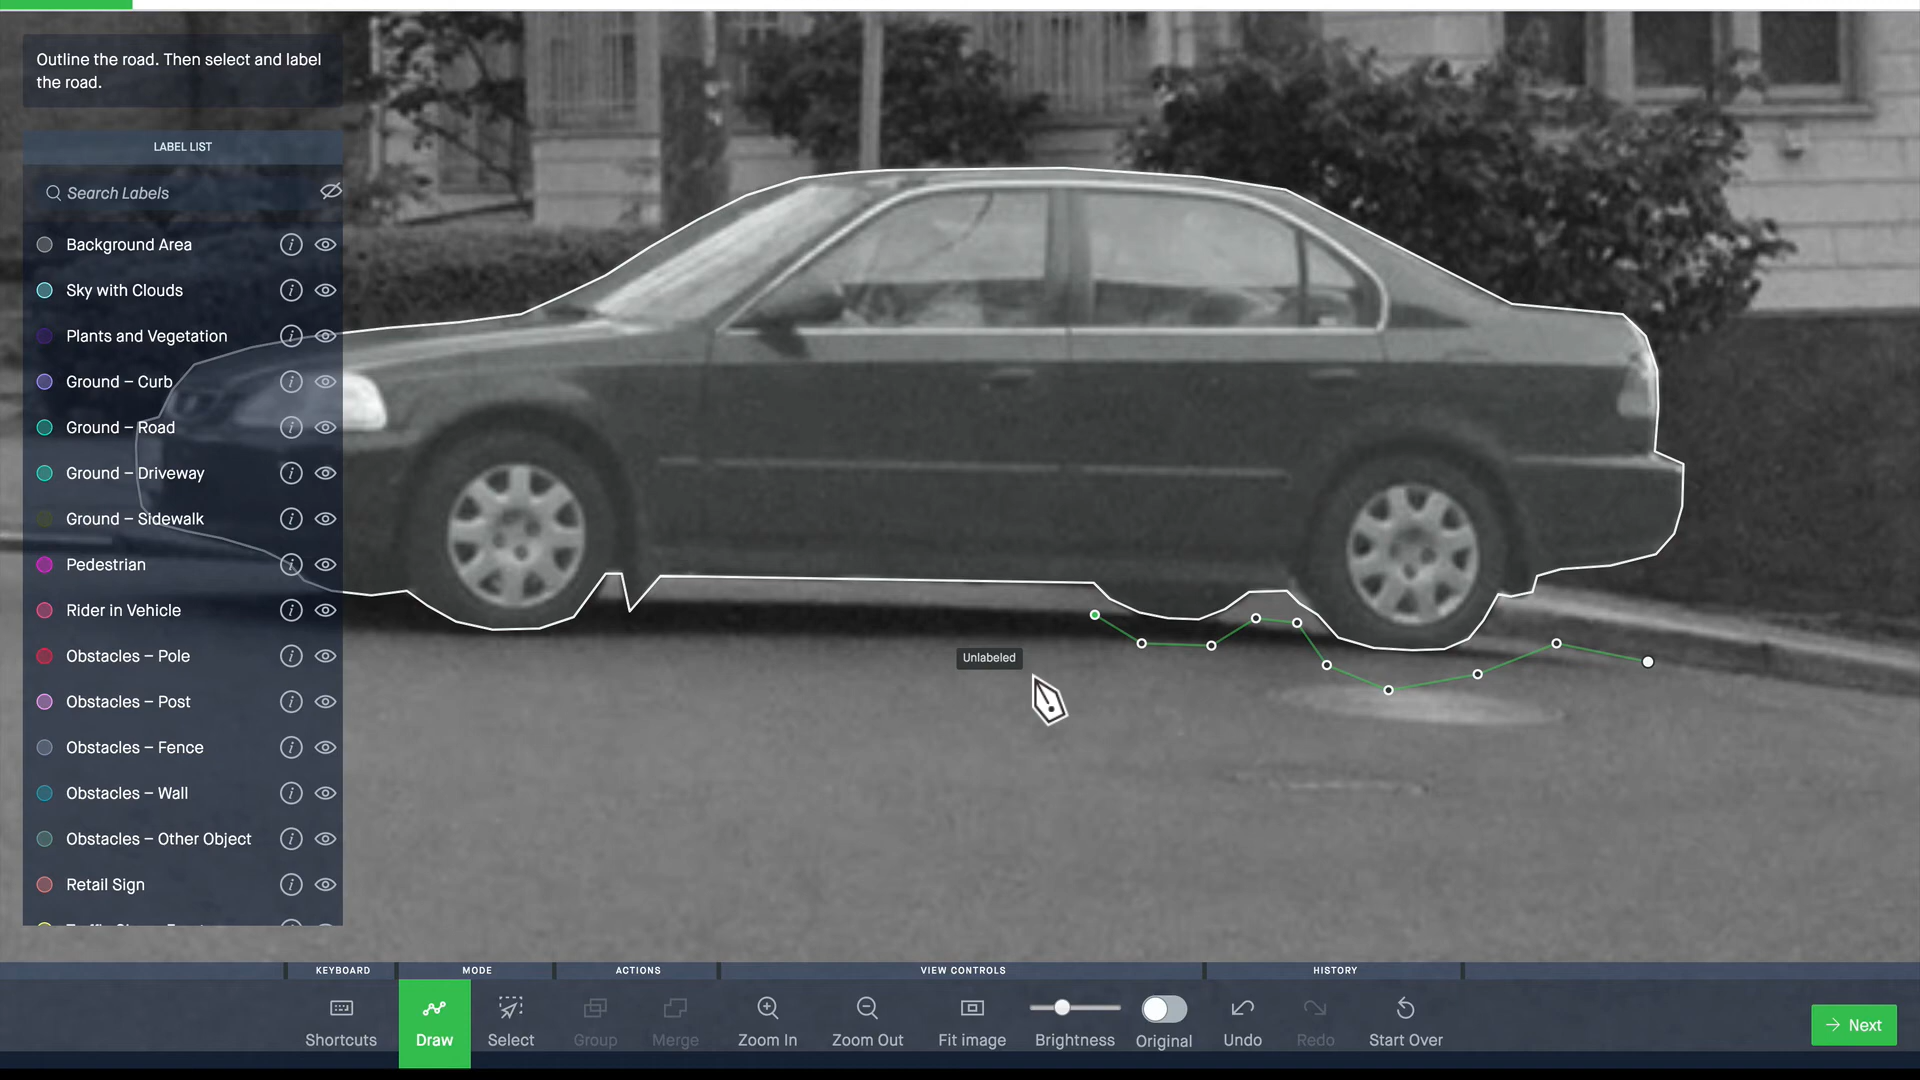 Outline the road. Then select and label
the road.
LABEL LIST
Search Labels
Background Area
Sky with Clouds
Plants and Vegetation
Ground – Curb
Ground – Road
Ground – Driveway
Ground – Sidewalk
Pedestrian
Rider in Vehicle
Obstacles – Pole
Obstacles – Post
Obstacles – Fence
Obstacles – Wall
Obstacles – Other Object
Retail Sign
Unlabeled
KEYBOARD
MODE
ACTIONS
VIEW CONTROLS
HISTORY
Shortcuts
Draw
Select
Group
Merge
Zoom In
Zoom Out
Fit image
Brightness
Original
Undo
Redo
Start Over
Next